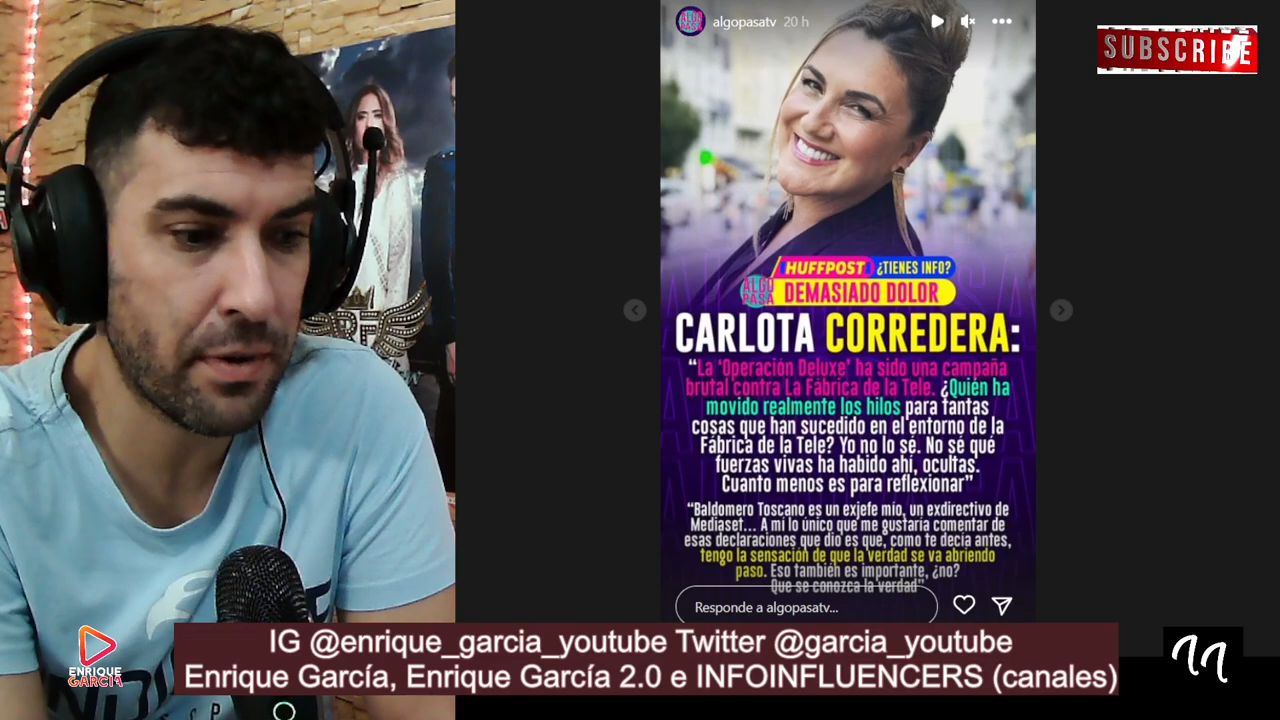 algopasatv 20 h
SUBSCRIBE
HUFFPOST ¿TIENES INFO?
ALGO PASA
DEMASIADO DOLOR
CARLOTA CORREDERA:
“La ‘Operación Deluxe’ ha sido una campaña
brutal contra La Fábrica de la Tele. ¿Quién ha
movido realmente los hilos para tantas
cosas que han sucedido en el entorno de la
Fábrica de la Tele? Yo no lo sé. No sé qué
fuerzas vivas ha habido ahí, ocultas.
Cuanto menos es para reflexionar”
“Baldomero Toscano es un exjefe mío, un exdirectivo de
Mediaset... A mí lo único que me gustaría comentar de
esas declaraciones que dio es que, como te decía antes,
tengo la sensación de que la verdad se va abriendo
paso. Eso también es importante, ¿no?
Que se conozca la verdad”
Responde a algopasatv...
IG @enrique_garcia_youtube Twitter @garcia_youtube
Enrique García, Enrique García 2.0 e INFOINFLUENCERS (canales)
ENRIQUE
GARCÍA